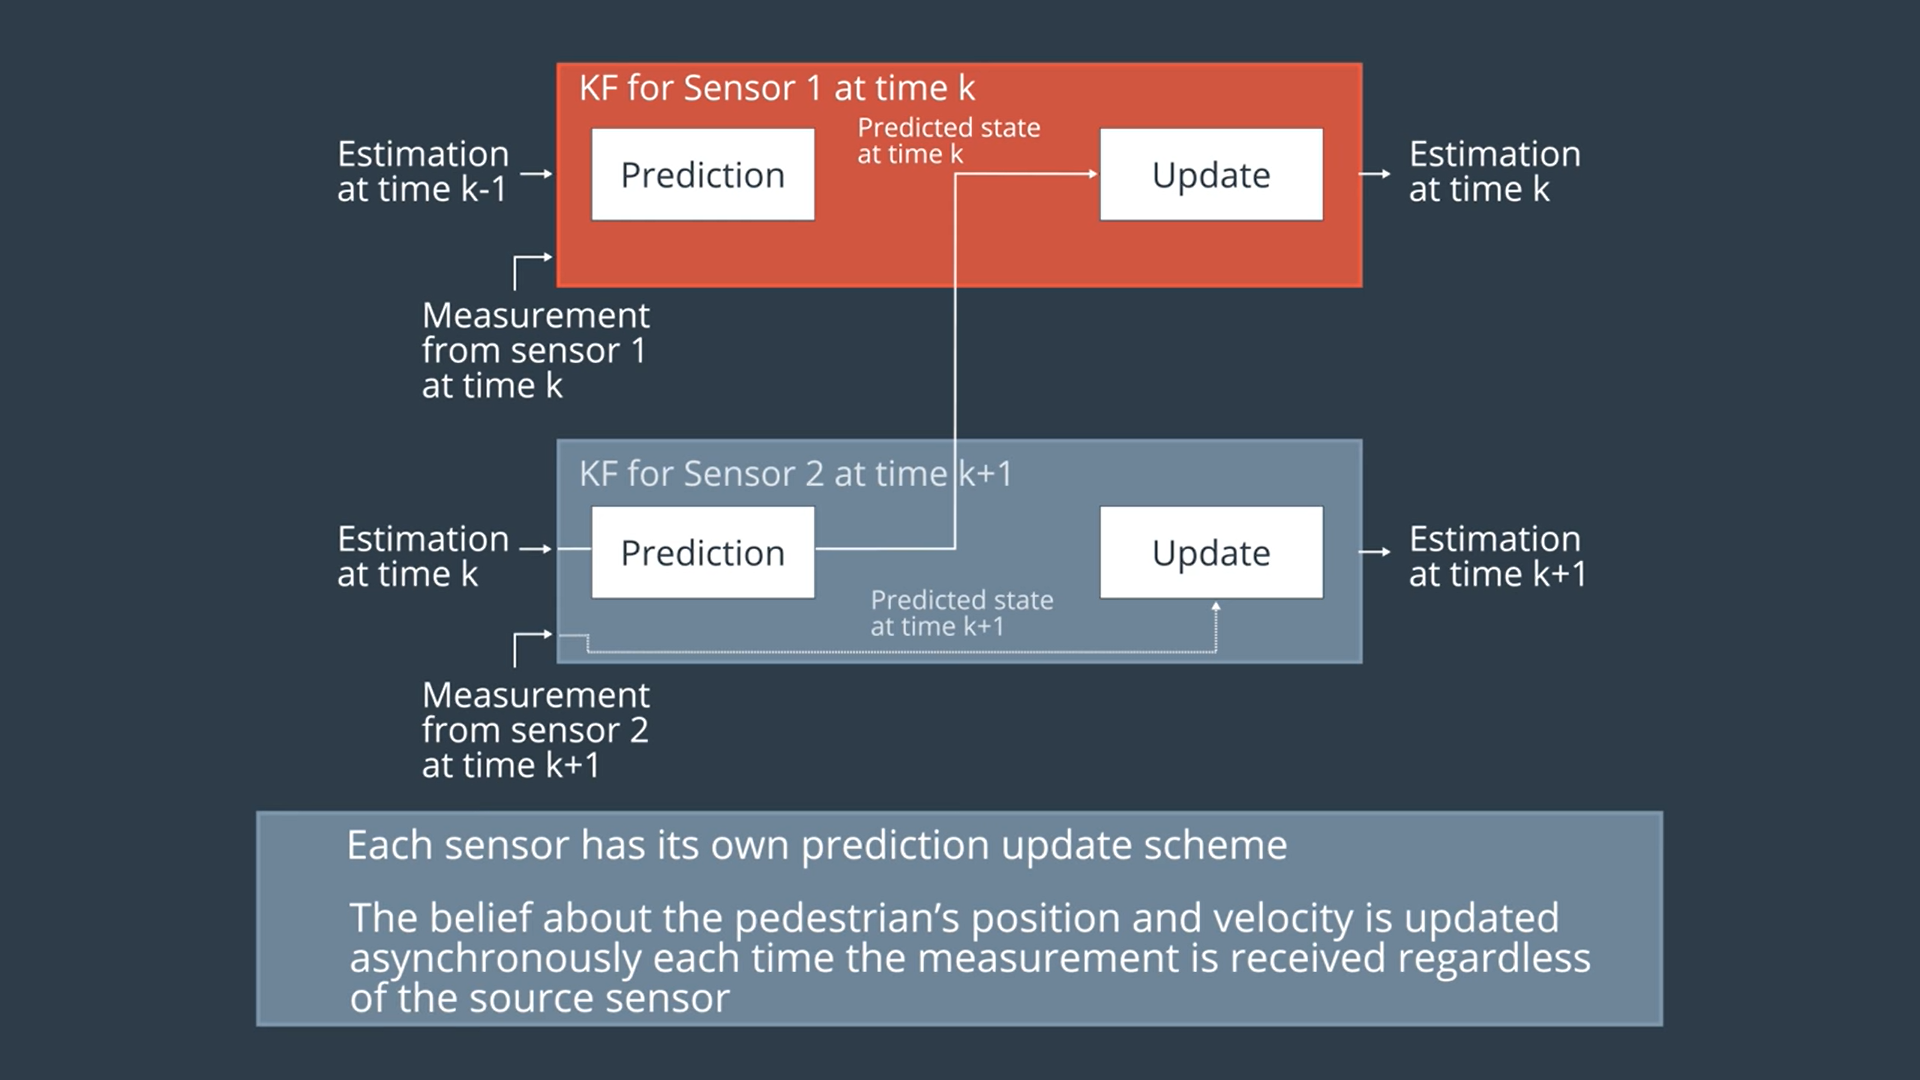 KF for Sensor 1 at time k
Predicted state
at time k
Estimation
at time k-1
Prediction
Update
Estimation
at time k
Measurement
from sensor 1
at time k
KF for Sensor 2 at time k+1
Estimation
at time k
Prediction
Update
Estimation
at time k+1
Predicted state
at time k+1
Measurement
from sensor 2
at time k+1
Each sensor has its own prediction update scheme
The belief about the pedestrian’s position and velocity is updated
asynchronously each time the measurement is received regardless
of the source sensor